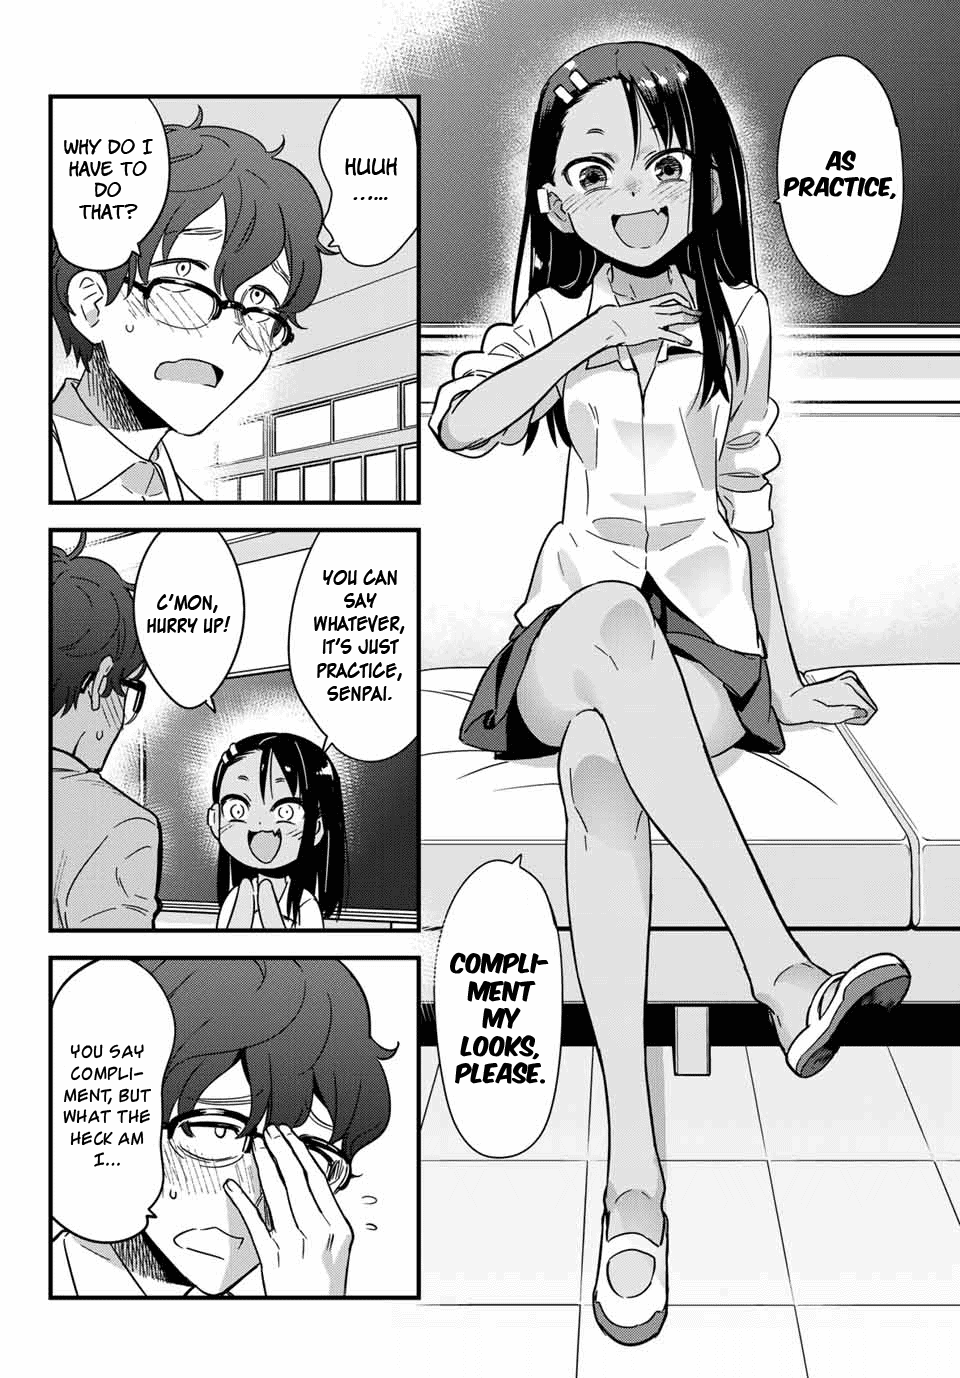 AS
PRACTICE,
COMPLI-
MENT
MY
LOOKS,
PLEASE.
HUUH
......
WHY DO I
HAVE TO
DO
THAT?
YOU CAN
SAY
WHATEVER,
IT'S JUST
PRACTICE,
SENPAI.
C'MON,
HURRY UP!
YOU SAY
COMPLI-
MENT, BUT
WHAT THE
HECK AM
I...